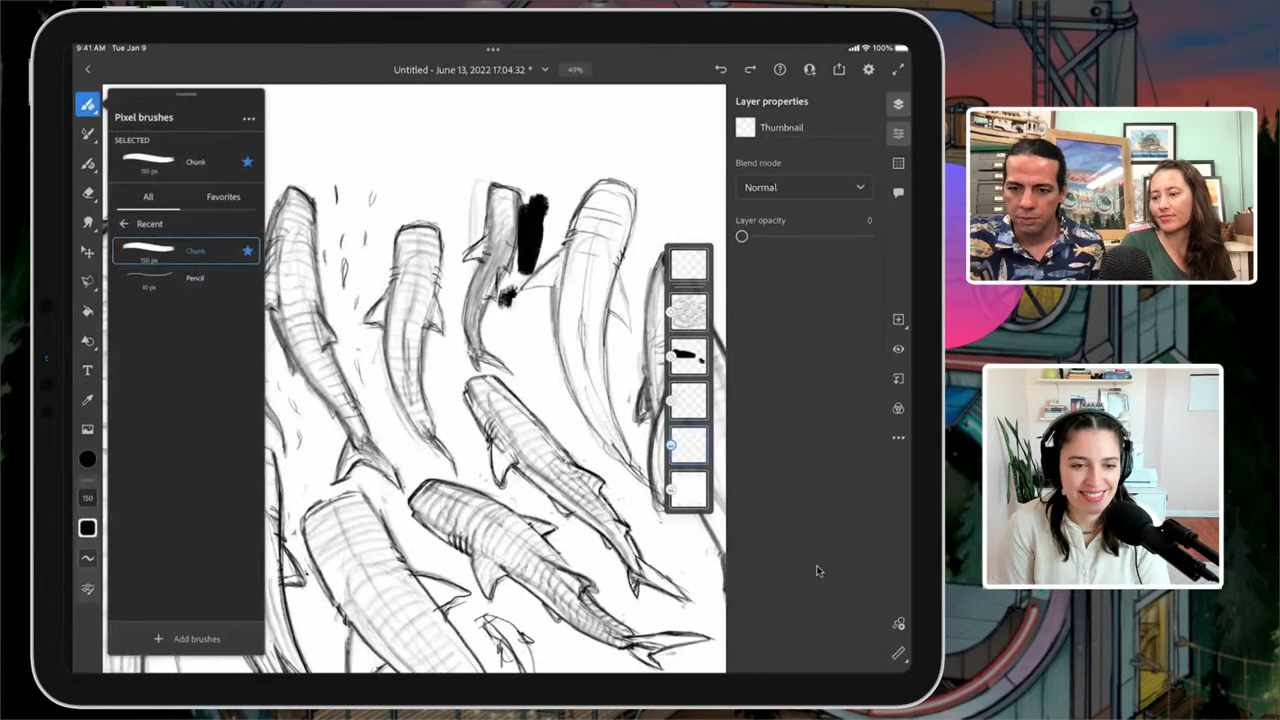 9:41 AM Tue Jan 9
100%
Untitled - June 13, 2022 17.04.32 *
49%
Pixel brushes
SELECTED
Chunk
150 px
All
Favorites
Recent
Chunk
150 px
Pencil
10 px
T
150
+ Add brushes
Layer properties
Thumbnail
Blend mode
Normal
Layer opacity
0